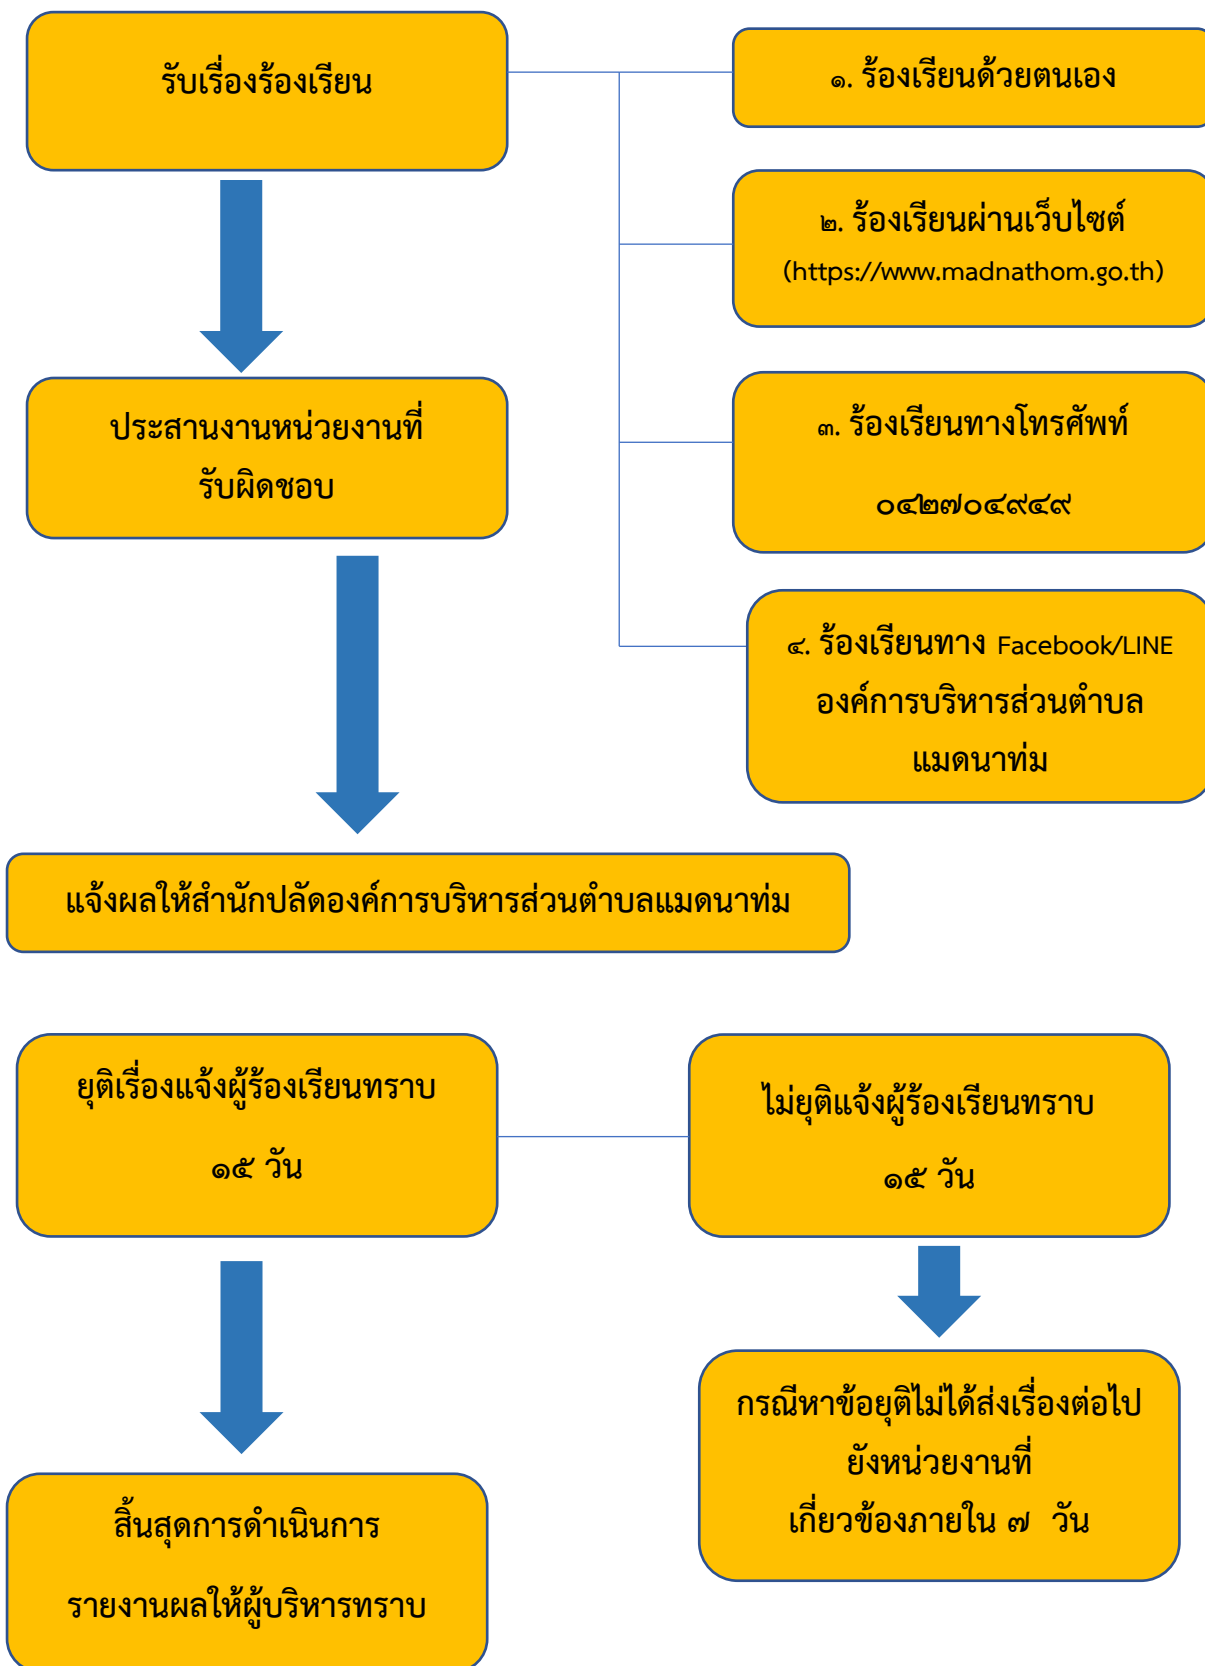 รับเรื่องร้องเรียน
๑. ร้องเรียนด้วยตนเอง
๒. ร้องเรียนผ่านเว็บไซต์
(https://www.madnathom.go.th)
ประสานงานหน่วยงานที่
รับผิดชอบ
๓. ร้องเรียนทางโทรศัพท์
๐๔๒๗๐๔๙๔๙
๔. ร้องเรียนทาง Facebook/LINE
องค์การบริหารส่วนตำบล
แมดนาท่ม
แจ้งผลให้สำนักปลัดองค์การบริหารส่วนตำบลแมดนาท่ม
ยุติเรื่องแจ้งผู้ร้องเรียนทราบ
๑๕ วัน
ไม่ยุติแจ้งผู้ร้องเรียนทราบ
๑๕ วัน
กรณีหาข้อยุติไม่ได้ส่งเรื่องต่อไป
ยังหน่วยงานที่
เกี่ยวข้องภายใน ๗ วัน
สิ้นสุดการดำเนินการ
รายงานผลให้ผู้บริหารทราบ